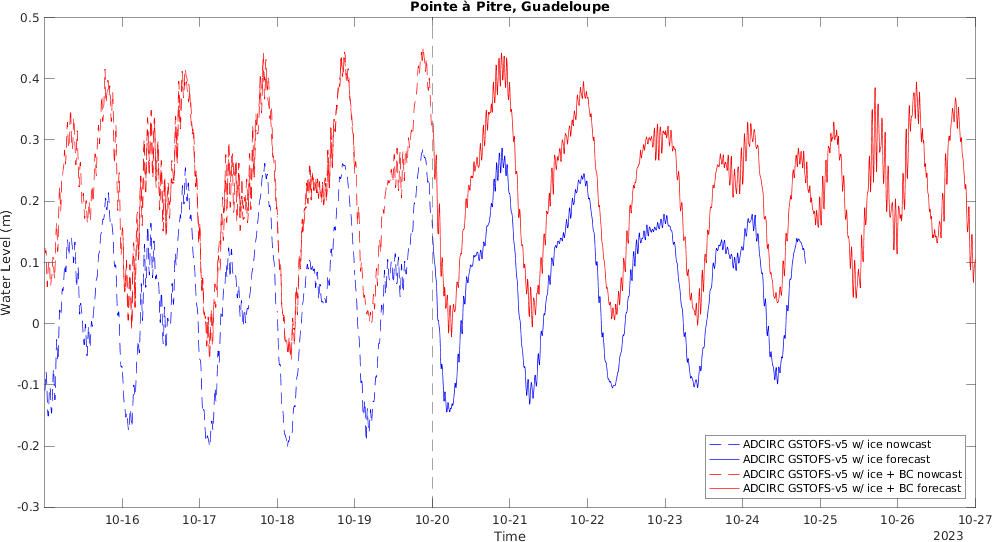 Pointe à Pitre, Guadeloupe
0.5
0.4
0.3
0.2
0.1
0
-0.1
-0.2
-0.3
Water Level (m)
10-16 10-17 10-18 10-19 10-20 10-21 10-22 10-23 10-24 10-25 10-26 10-27
Time
2023
ADCIRC GSTOFS-v5 w/ ice nowcast
ADCIRC GSTOFS-v5 w/ ice forecast
ADCIRC GSTOFS-v5 w/ ice + BC nowcast
ADCIRC GSTOFS-v5 w/ ice + BC forecast